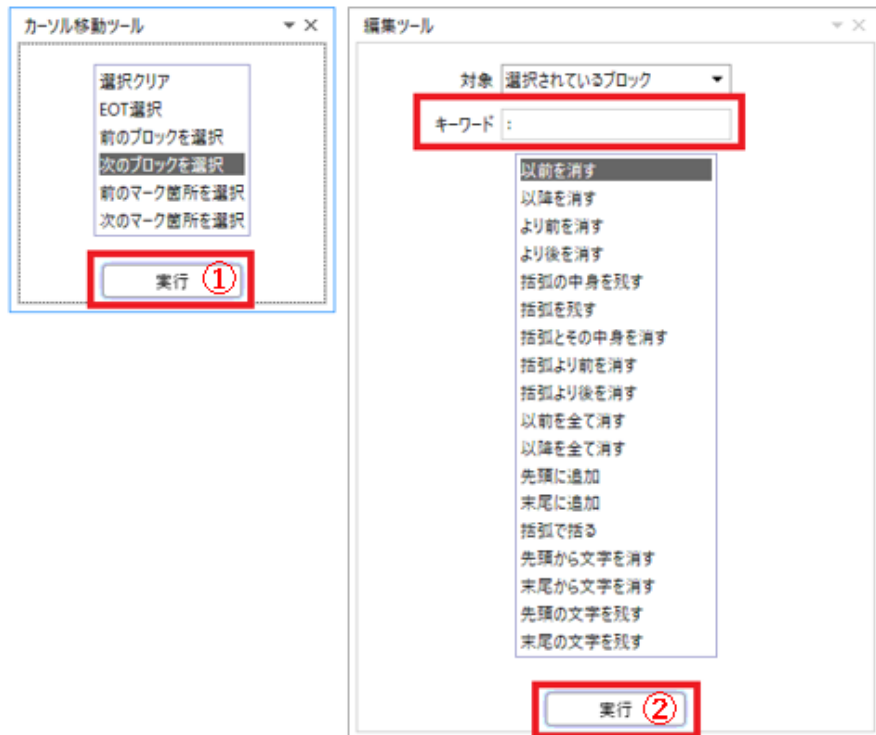 カーソル移動ツール
選択クリア
EOT選択
前のブロックを選択
次のブロックを選択
前のマーク箇所を選択
次のマーク箇所を選択
実行 ①
編集ツール
対象 選択されているブロック
キーワード :
以前を消す
以降を消す
より前を消す
より後を消す
括弧の中身を残す
括弧を残す
括弧とその中身を消す
括弧より前を消す
括弧より後を消す
以前を全て消す
以降を全て消す
先頭に追加
末尾に追加
括弧で括る
先頭から文字を消す
末尾から文字を消す
先頭の文字を残す
末尾の文字を残す
実行 ②